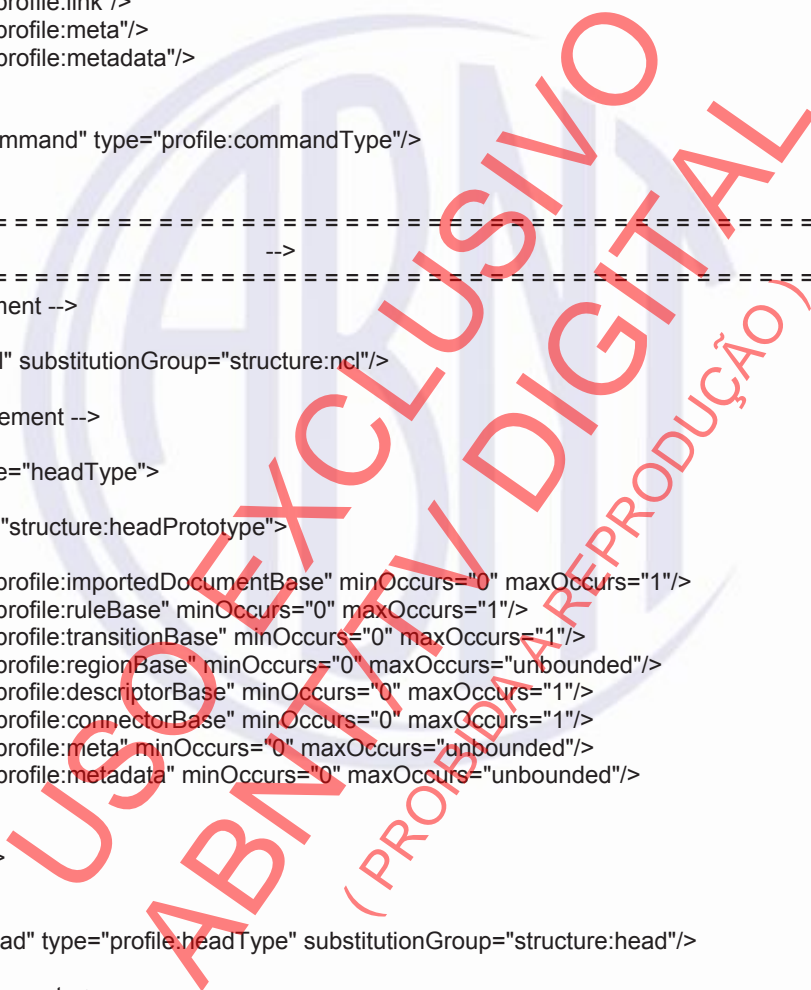 profile:link"/>
profile:meta"/>
profile:metadata"/>
mmand" type="profile:commandType"/>
= = = = = = = = = = = = = = = = = = = = = = = = = = = = = = = = = = = = = = = = = = = = = = =
-->
= = = = = = = = = = = = = = = = = = = = = = = = = = = = = = = = = = = = = = = = = = = = = = =
ment -->
l" substitutionGroup="structure:ncl"/>
ement -->
e="headType">
"structure:headPrototype">
profile:importedDocumentBase" minOccurs="0" maxOccurs="1"/>
profile:ruleBase" minOccurs="0" maxOccurs="1"/>
profile:transitionBase" minOccurs="0" maxOccurs="1"/>
profile:regionBase" minOccurs="0" maxOccurs="unbounded"/>
profile:descriptorBase" minOccurs="0" maxOccurs="1"/>
profile:connectorBase" minOccurs="0" maxOccurs="1"/>
profile:meta" minOccurs="0" maxOccurs="unbounded"/>
profile:metadata" minOccurs="0" maxOccurs="unbounded"/>
>
ad" type="profile:headType" substitutionGroup="structure:head"/>
USO EXCLUSIVO
ABNT/TV DIGITAL
( PROIBIDA A REPRODUÇÃO )
ABNT